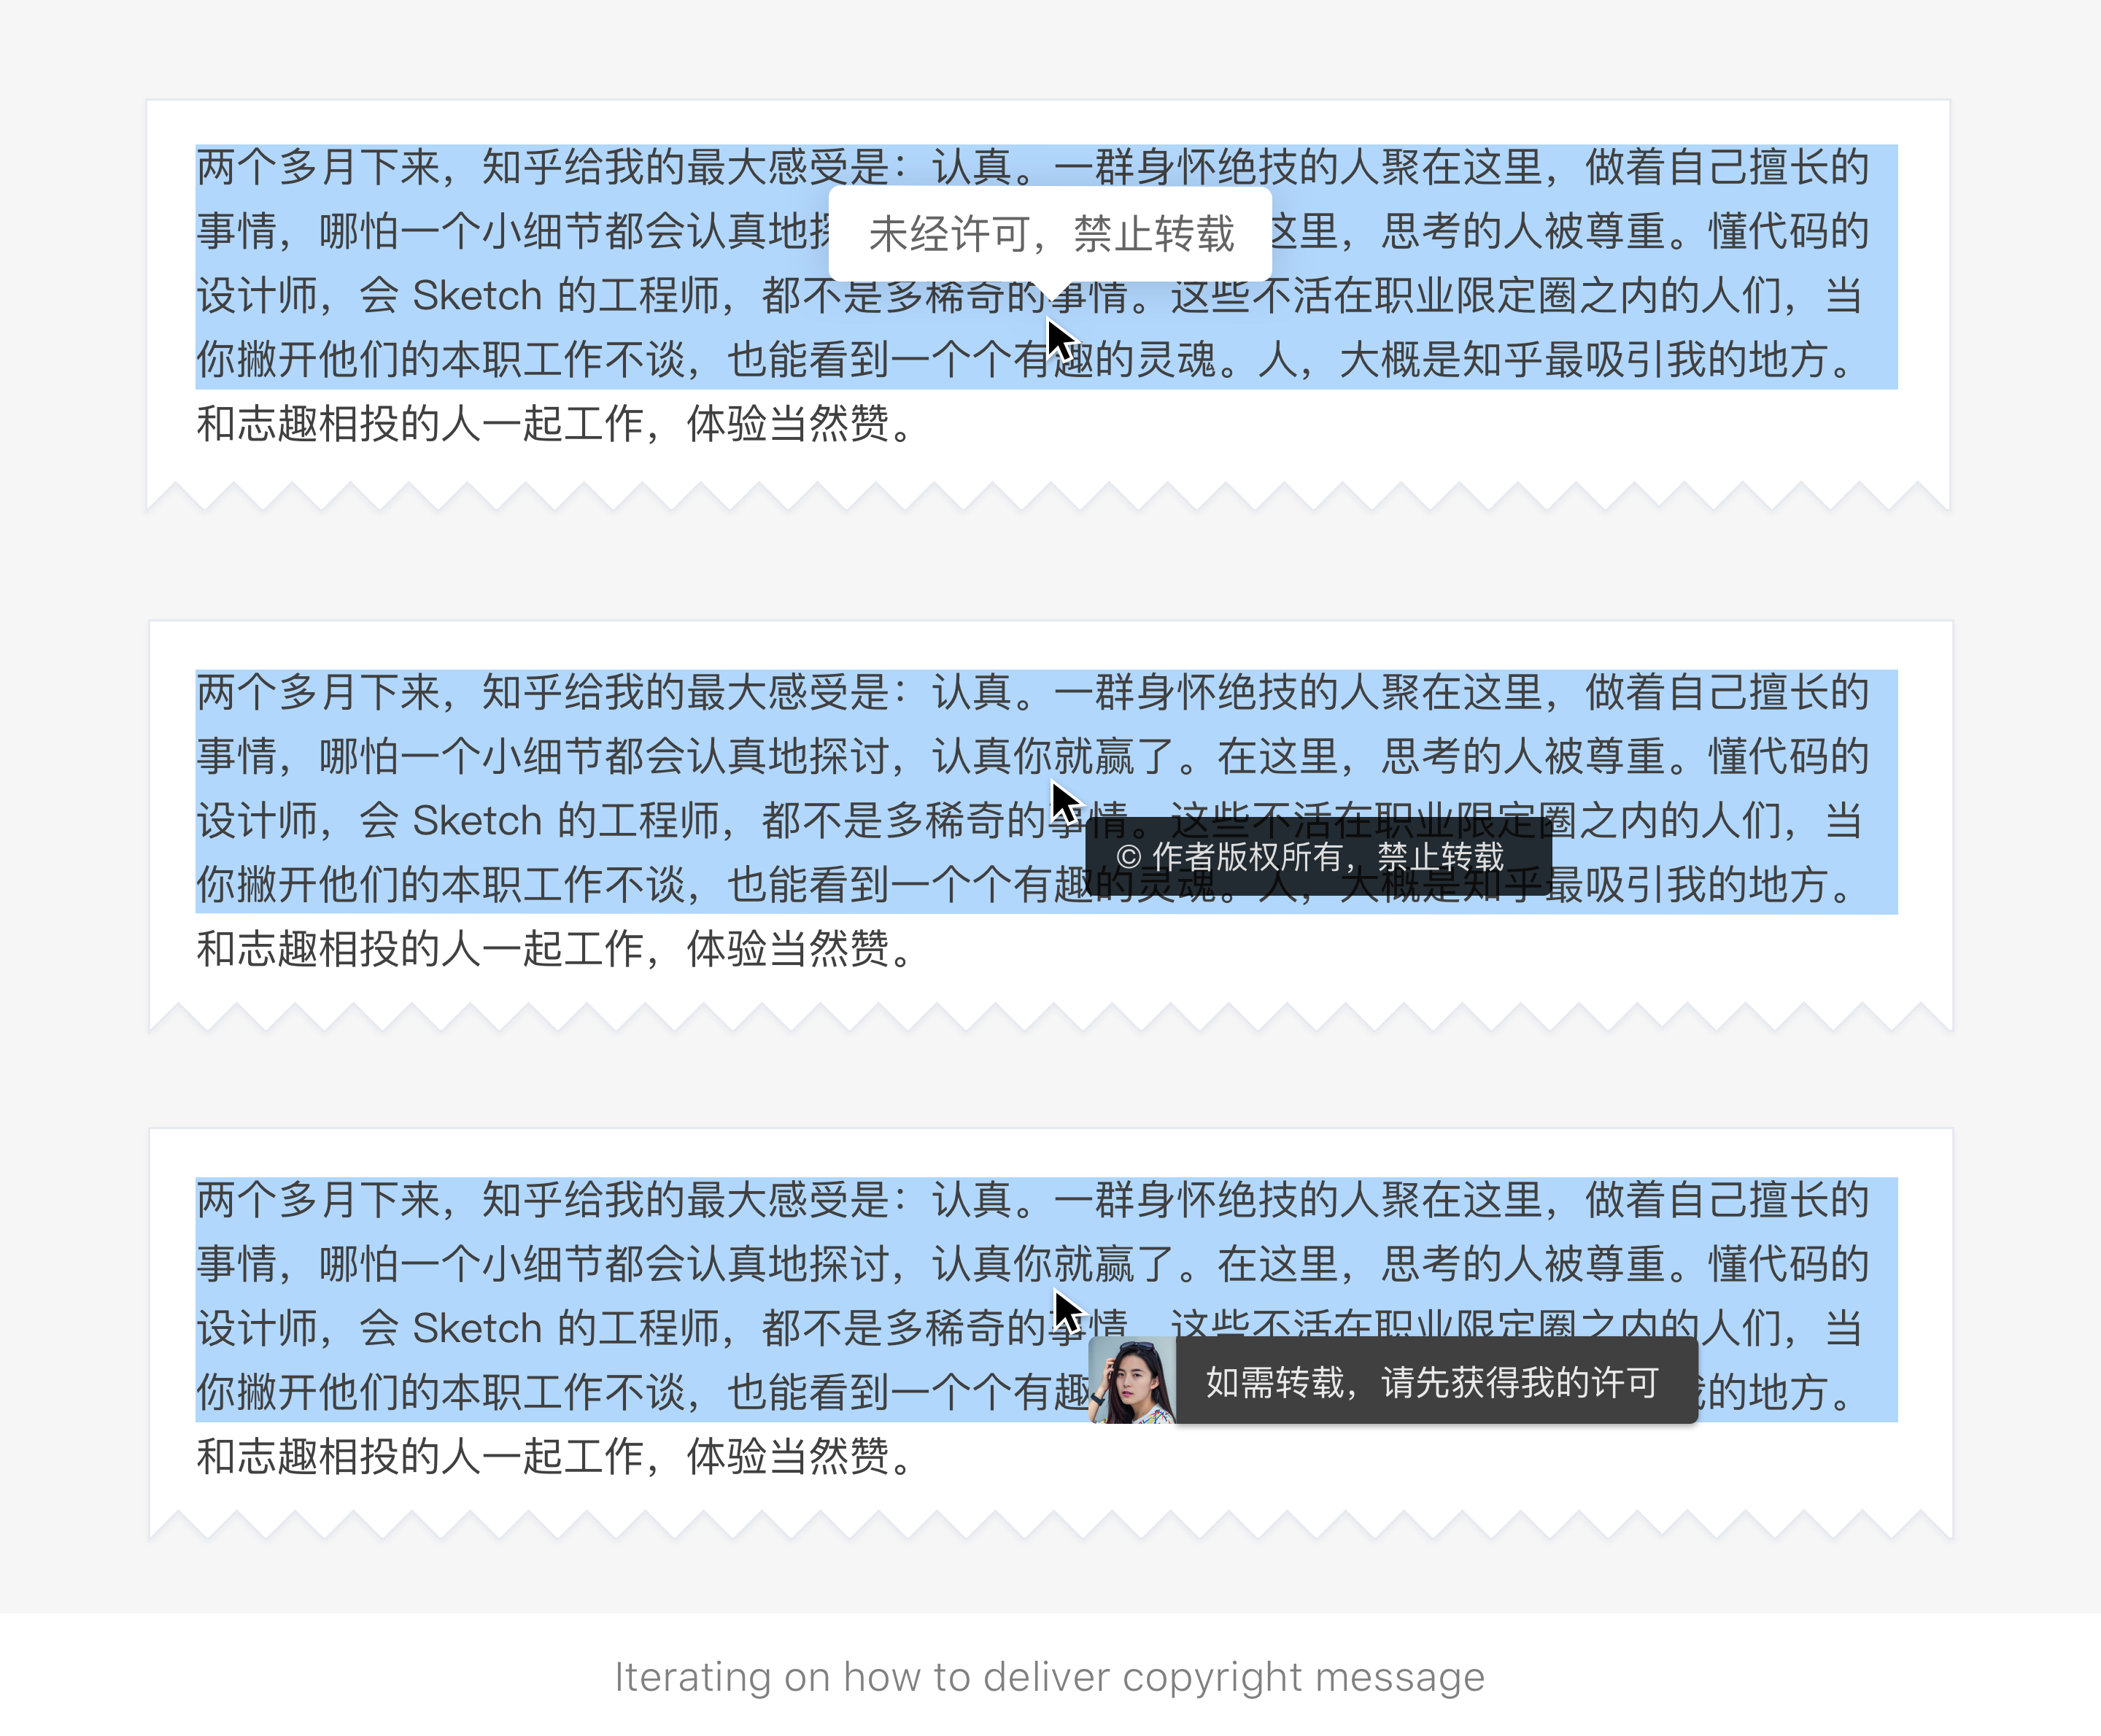 两个多月下来，知乎给我的最大感受是：认真。一群身怀绝技的人聚在这里，做着自己擅长的
事情，哪怕一个小细节都会认真地探
未经许可，禁止转载
这里，思考的人被尊重。懂代码的
设计师，会 Sketch 的工程师，都不是多稀奇的事情。这些不活在职业限定圈之内的人们，当
你撇开他们的本职工作不谈，也能看到一个个有趣的灵魂。人，大概是知乎最吸引我的地方。
和志趣相投的人一起工作，体验当然赞。
两个多月下来，知乎给我的最大感受是：认真。一群身怀绝技的人聚在这里，做着自己擅长的
事情，哪怕一个小细节都会认真地探讨，认真你就赢了。在这里，思考的人被尊重。懂代码的
设计师，会 Sketch 的工程师，都不是多稀奇的事情。这些不活在职业限定圈之内的人们，当
© 作者版权所有，禁止转载
你撇开他们的本职工作不谈，也能看到一个个有趣的灵魂。人，大概是知乎最吸引我的地方。
和志趣相投的人一起工作，体验当然赞。
两个多月下来，知乎给我的最大感受是：认真。一群身怀绝技的人聚在这里，做着自己擅长的
事情，哪怕一个小细节都会认真地探讨，认真你就赢了。在这里，思考的人被尊重。懂代码的
设计师，会 Sketch 的工程师，都不是多稀奇的事情。这些不活在职业限定圈之内的人们，当
如需转载，请先获得我的许可
你撇开他们的本职工作不谈，也能看到一个个有趣
的地方。
和志趣相投的人一起工作，体验当然赞。
Iterating on how to deliver copyright message